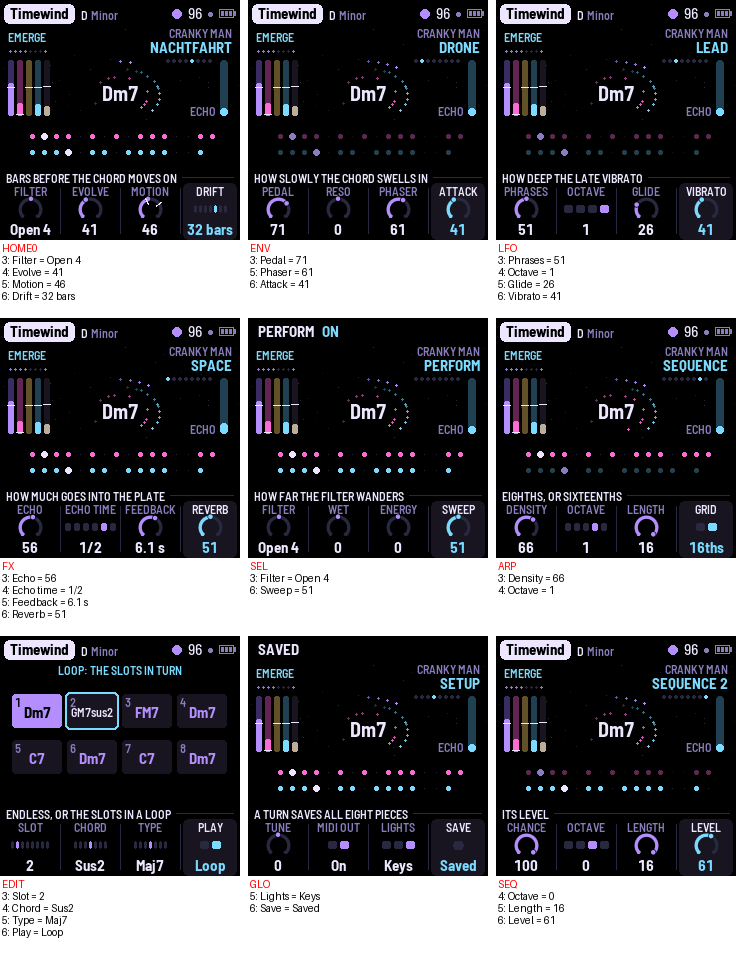 Timewind D Minor 96
EMERGE
CRANKY MAN
NACHTFAHRT
Dm7
ECHO
BARS BEFORE THE CHORD MOVES ON
FILTER EVOLVE MOTION DRIFT
Open 4 41 46 32 bars
HOME0
3: Filter = Open 4
4: Evolve = 41
5: Motion = 46
6: Drift = 32 bars
Timewind D Minor 96
EMERGE
CRANKY MAN
DRONE
Dm7
ECHO
HOW SLOWLY THE CHORD SWELLS IN
PEDAL RESO PHASER ATTACK
71 0 61 41
ENV
3: Pedal = 71
5: Phaser = 61
6: Attack = 41
Timewind D Minor 96
EMERGE
CRANKY MAN
LEAD
Dm7
ECHO
HOW DEEP THE LATE VIBRATO
PHRASES OCTAVE GLIDE VIBRATO
51 1 26 41
LFO
3: Phrases = 51
4: Octave = 1
5: Glide = 26
6: Vibrato = 41
Timewind D Minor 96
EMERGE
CRANKY MAN
SPACE
Dm7
ECHO
HOW MUCH GOES INTO THE PLATE
ECHO ECHO TIME FEEDBACK REVERB
56 1/2 6.1 s 51
FX
3: Echo = 56
4: Echo time = 1/2
5: Feedback = 6.1 s
6: Reverb = 51
PERFORM ON
EMERGE
CRANKY MAN
PERFORM
Dm7
ECHO
HOW FAR THE FILTER WANDERS
FILTER WET ENERGY SWEEP
Open 4 0 0 51
SEL
3: Filter = Open 4
6: Sweep = 51
Timewind D Minor 96
EMERGE
CRANKY MAN
SEQUENCE
Dm7
ECHO
EIGHTHS, OR SIXTEENTHS
DENSITY OCTAVE LENGTH GRID
66 1 16 16ths
ARP
3: Density = 66
4: Octave = 1
Timewind D Minor 96
LOOP: THE SLOTS IN TURN
1 Dm7 2 GM7sus2 3 FM7 4 Dm7
5 C7 6 Dm7 7 C7 8 Dm7
ENDLESS, OR THE SLOTS IN A LOOP
SLOT CHORD TYPE PLAY
2 Sus2 Maj7 Loop
EDIT
3: Slot = 2
4: Chord = Sus2
5: Type = Maj7
6: Play = Loop
SAVED
EMERGE
CRANKY MAN
SETUP
Dm7
ECHO
A TURN SAVES ALL EIGHT PIECES
TUNE MIDI OUT LIGHTS SAVE
0 On Keys Saved
GLO
5: Lights = Keys
6: Save = Saved
Timewind D Minor 96
EMERGE
CRANKY MAN
SEQUENCE 2
Dm7
ECHO
ITS LEVEL
CHANCE OCTAVE LENGTH LEVEL
100 0 16 61
SEQ
4: Octave = 0
5: Length = 16
6: Level = 61